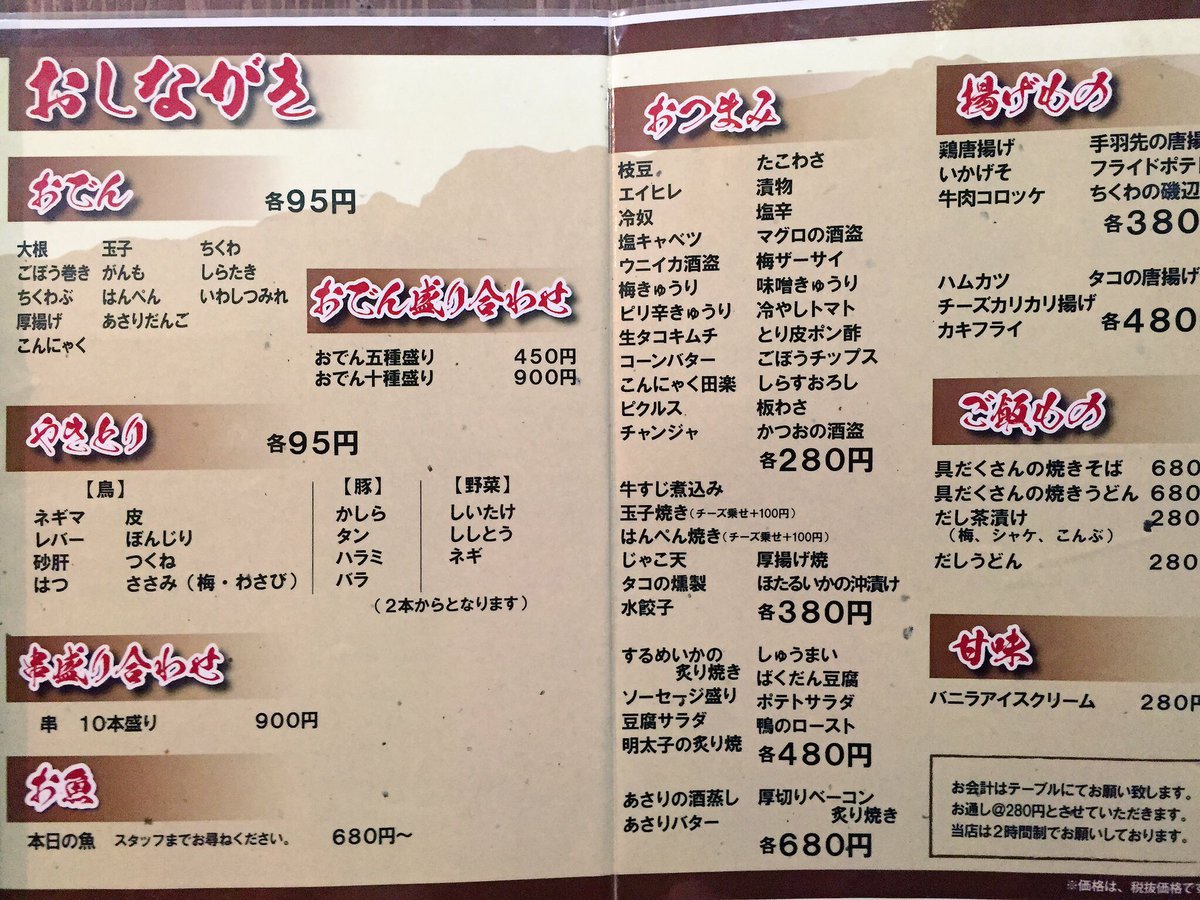 おしながき
おでん
各95円
大根 玉子 ちくわ
ごぼう巻き がんも しらたき
ちくわぶ はんぺん いわしつみれ
厚揚げ あさりだんご
こんにゃく
おでん盛り合わせ
おでん五種盛り 450円
おでん十種盛り 900円
やきとり
各95円
【鳥】 【豚】 【野菜】
ネギマ 皮 かしら しいたけ
レバー ぼんじり タン ししとう
砂肝 つくね ハラミ ネギ
はつ ささみ（梅・わさび） バラ
（2本からとなります）
串盛り合わせ
串 10本盛り 900円
お魚
本日の魚 スタッフまでお尋ねください。 680円〜
おつまみ
枝豆 たこわさ
エイヒレ 漬物
冷奴 塩辛
塩キャベツ マグロの酒盗
ウニイカ酒盗 梅ザーサイ
梅きゅうり 味噌きゅうり
ピリ辛きゅうり 冷やしトマト
生タコキムチ とり皮ポン酢
コーンバター ごぼうチップス
こんにゃく田楽 しらすおろし
ピクルス 板わさ
チャンジャ かつおの酒盗
各280円
牛すじ煮込み
玉子焼き（チーズ乗せ+100円）
はんぺん焼き（チーズ乗せ+100円）
じゃこ天 厚揚げ焼
タコの燻製 ほたるいかの沖漬け
水餃子 各380円
するめいかの しゅうまい
炙り焼き ばくだん豆腐
ソーセージ盛り ポテトサラダ
豆腐サラダ 鴨のロースト
明太子の炙り焼 各480円
あさりの酒蒸し 厚切りベーコン
あさりバター 炙り焼き
各680円
揚げもの
鶏唐揚げ 手羽先の唐揚
いかげそ フライドポテ
牛肉コロッケ ちくわの磯辺
各380
ハムカツ タコの唐揚げ
チーズカリカリ揚げ
カキフライ 各480
ご飯もの
具だくさんの焼きそば 680
具だくさんの焼きうどん 680
だし茶漬け 280
（梅、シャケ、こんぶ）
だしうどん 280
甘味
バニラアイスクリーム 280円
お会計はテーブルにてお願い致します。
お通し@280円とさせていただきます。
当店は2時間制でお願いしております。
※価格は、税抜価格で